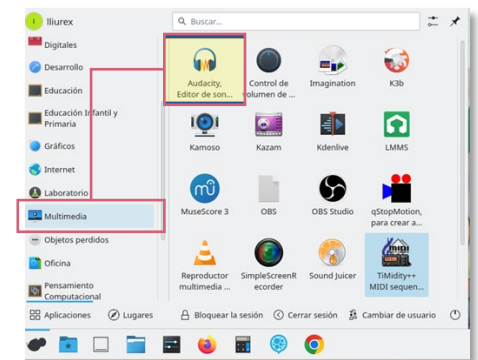 I
lliurex
Buscar...
Digitales
Desarrollo
Educación
Educación Infantil y
Primaria
Gráficos
Internet
Laboratorio
Multimedia
Objetos perdidos
Oficina
Pensamiento
Computacional
Audacity,
Editor de son...
Control de
volumen de ...
Imagination
K3b
Kamoso
Kazam
Kdenlive
LMMS
MuseScore 3
OBS
OBS Studio
qStopMotion,
para crear a...
Reproductor
multimedia ...
SimpleScreenR
ecorder
Sound Juicer
TiMidity++
MIDI sequen...
Aplicaciones
Lugares
Bloquear la sesión
Cerrar sesión
Cambiar de usuario